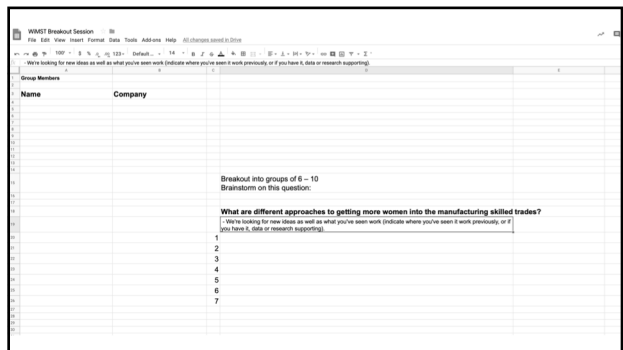 WiMST Breakout Session
File Edit View Insert Format Data Tools Add-ons Help All changes saved in Drive
100% $ % .0 .00 123 Default... 14 B I S A
- We're looking for new ideas as well as what you've seen work (indicate where you've seen it work previously, or if you have it, data or research supporting).
Group Members
Name Company
Breakout into groups of 6 – 10
Brainstorm on this question:
What are different approaches to getting more women into the manufacturing skilled trades?
- We're looking for new ideas as well as what you've seen work (indicate where you've seen it work previously, or if
you have it, data or research supporting).
1
2
3
4
5
6
7